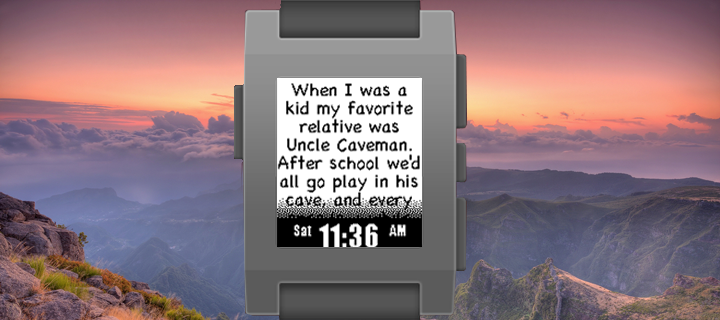 When I was a
kid my favorite
relative was
Uncle Caveman.
After school we'd
all go play in his
cave, and every
Sat 11:36 AM